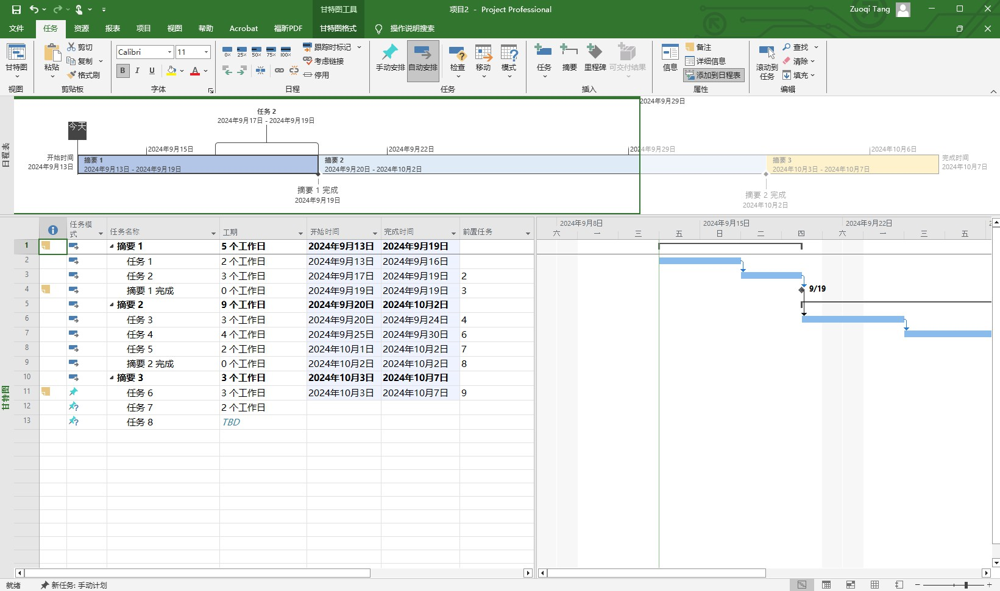 甘特图工具
项目2 - Project Professional
Zuoqi Tang
文件 任务 资源 报表 项目 视图 帮助 Acrobat 福昕PDF 甘特图格式 操作说明搜索
甘特图
视图
粘贴
剪切
复制
格式刷
剪贴板
Calibri 11
B I U A
字体
0% 25% 50% 75% 100%
跟踪时标记
考虑链接
停用
日程
手动安排 自动安排 检查 移动 模式
任务
任务 摘要 里程碑 可交付结果
插入
信息
备注
详细信息
添加到日程表
属性
滚动到
任务
查找
清除
填充
编辑
日程表
2024年9月29日
任务 2
2024年9月17日 - 2024年9月19日
今天
2024年9月15日 2024年9月22日 2024年9月29日 2024年10月6日
开始时间
2024年9月13日
摘要 1
2024年9月13日 - 2024年9月19日
摘要 2
2024年9月20日 - 2024年10月2日
摘要 3
2024年10月3日 - 2024年10月7日
完成时间
2024年10月7日
摘要 1 完成
2024年9月19日
摘要 2 完成
2024年10月2日
甘特图
任务模式 任务名称 工期 开始时间 完成时间 前置任务
1 摘要 1 5 个工作日 2024年9月13日 2024年9月19日
2 任务 1 2 个工作日 2024年9月13日 2024年9月16日
3 任务 2 3 个工作日 2024年9月17日 2024年9月19日 2
4 摘要 1 完成 0 个工作日 2024年9月19日 2024年9月19日 3
5 摘要 2 9 个工作日 2024年9月20日 2024年10月2日
6 任务 3 3 个工作日 2024年9月20日 2024年9月24日 4
7 任务 4 4 个工作日 2024年9月25日 2024年9月30日 6
8 任务 5 2 个工作日 2024年10月1日 2024年10月2日 7
9 摘要 2 完成 0 个工作日 2024年10月2日 2024年10月2日 8
10 摘要 3 3 个工作日 2024年10月3日 2024年10月7日
11 任务 6 3 个工作日 2024年10月3日 2024年10月7日 9
12 任务 7 2 个工作日
13 任务 8 TBD
2024年9月8日 2024年9月15日 2024年9月22日 2
六 一 三 五 日 二 四 六 一 三 五
9/19
就绪 新任务: 手动计划